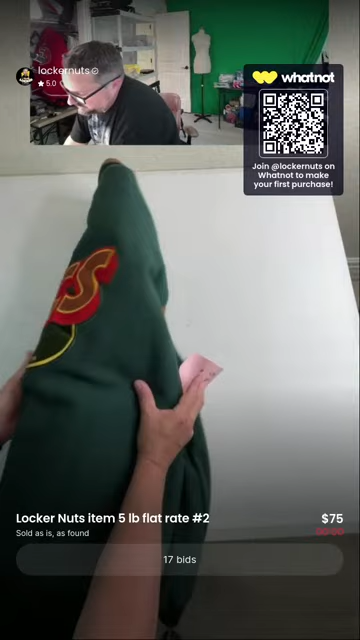 lockernuts
★ 5.0
whatnot
Join @lockernuts on
Whatnot to make
your first purchase!
Locker Nuts item 5 lb flat rate #2
$75
Sold as is, as found
17 bids